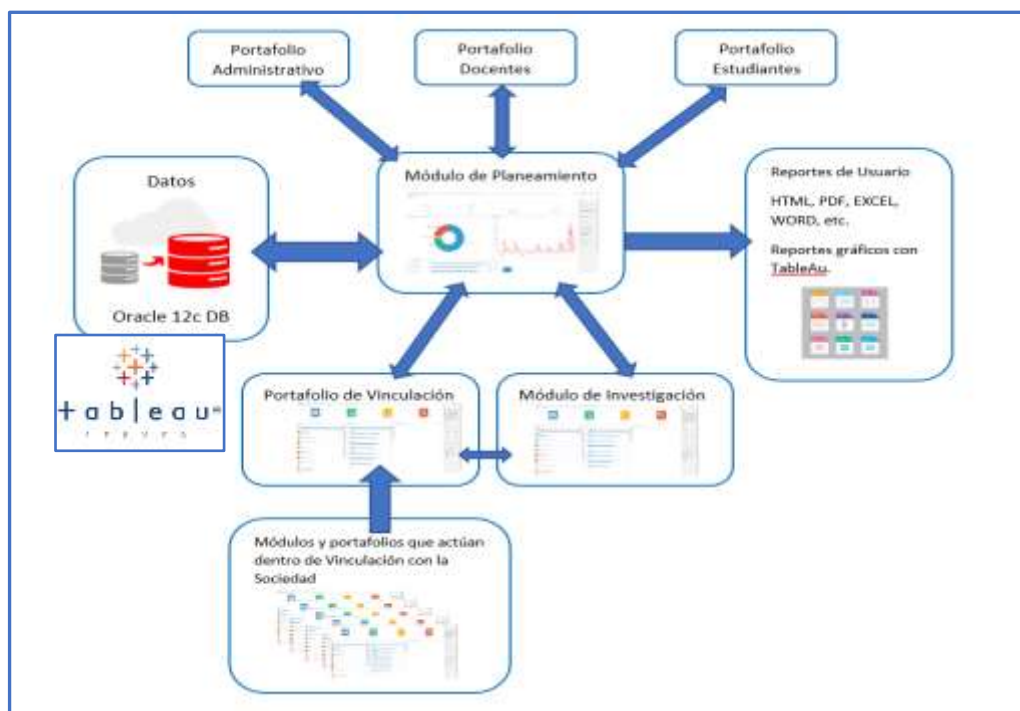 Portafolio
Administrativo
Portafolio
Docentes
Portafolio
Estudiantes
Datos
Oracle 12c DB
Módulo de Planeamiento
Reportes de Usuario
HTML, PDF, EXCEL,
WORD, etc.
Reportes gráficos con
TableAu.
+ a b | e a u
Portafolio de Vinculación
Módulo de Investigación
Módulos y portafolios que actúan
dentro de Vinculación con la
Sociedad